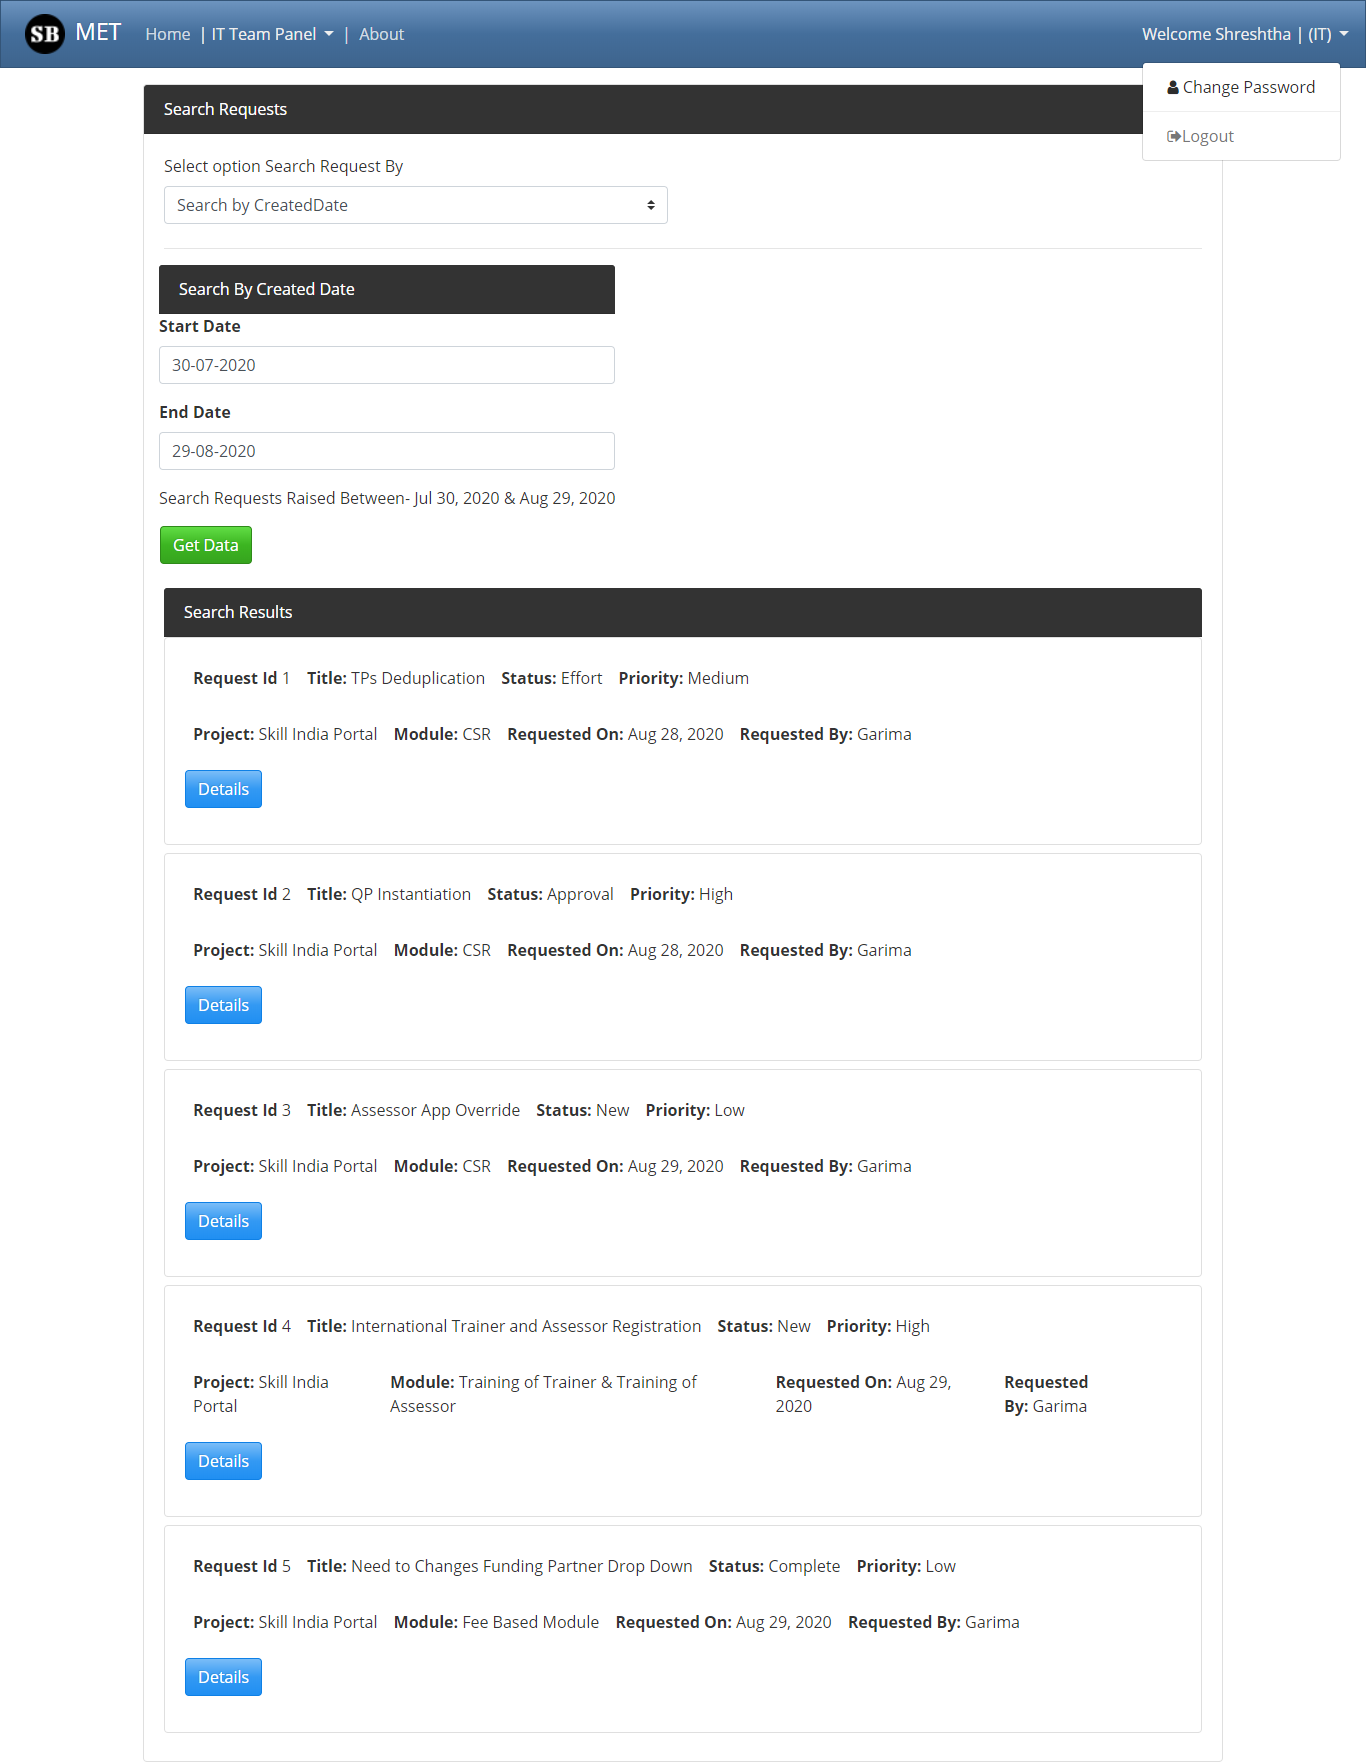 SB MET Home | IT Team Panel | About Welcome Shreshtha | (IT)
Change Password
Logout
Search Requests
Select option Search Request By
Search by CreatedDate
Search By Created Date
Start Date
30-07-2020
End Date
29-08-2020
Search Requests Raised Between- Jul 30, 2020 & Aug 29, 2020
Get Data
Search Results
Request Id 1 Title: TPs Deduplication Status: Effort Priority: Medium
Project: Skill India Portal Module: CSR Requested On: Aug 28, 2020 Requested By: Garima
Details
Request Id 2 Title: QP Instantiation Status: Approval Priority: High
Project: Skill India Portal Module: CSR Requested On: Aug 28, 2020 Requested By: Garima
Details
Request Id 3 Title: Assessor App Override Status: New Priority: Low
Project: Skill India Portal Module: CSR Requested On: Aug 29, 2020 Requested By: Garima
Details
Request Id 4 Title: International Trainer and Assessor Registration Status: New Priority: High
Project: Skill India
Portal
Module: Training of Trainer & Training of
Assessor
Requested On: Aug 29,
2020
Requested
By: Garima
Details
Request Id 5 Title: Need to Changes Funding Partner Drop Down Status: Complete Priority: Low
Project: Skill India Portal Module: Fee Based Module Requested On: Aug 29, 2020 Requested By: Garima
Details